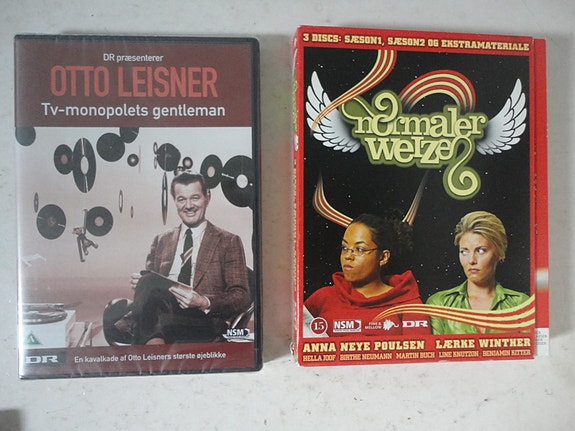 DR præsenterer
OTTO LEISNER
Tv-monopolets gentleman
DR
En kavalkade af Otto Leisners største øjeblikke
NSM
3 DISCS: SÆSON1, SÆSON2 OG EKSTRAMATERIALE
normaler
werze
15
NSM
DR
ANNA NEYE POULSEN LÆRKE WINTHER
HELLA JOOF BIRTHE NEUMANN MARTIN BUCH LINE KNUTZON BENJAMIN KITTER